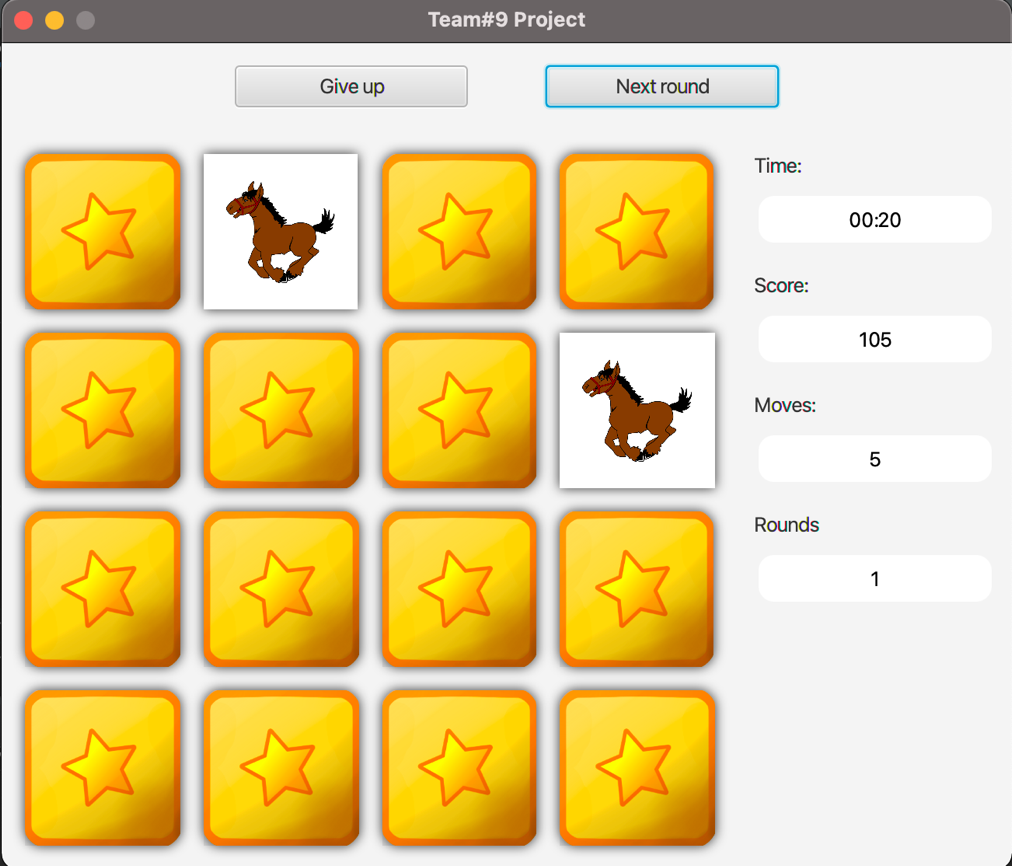 Team#9 Project
Give up
Next round
Time:
00:20
Score:
105
Moves:
5
Rounds
1